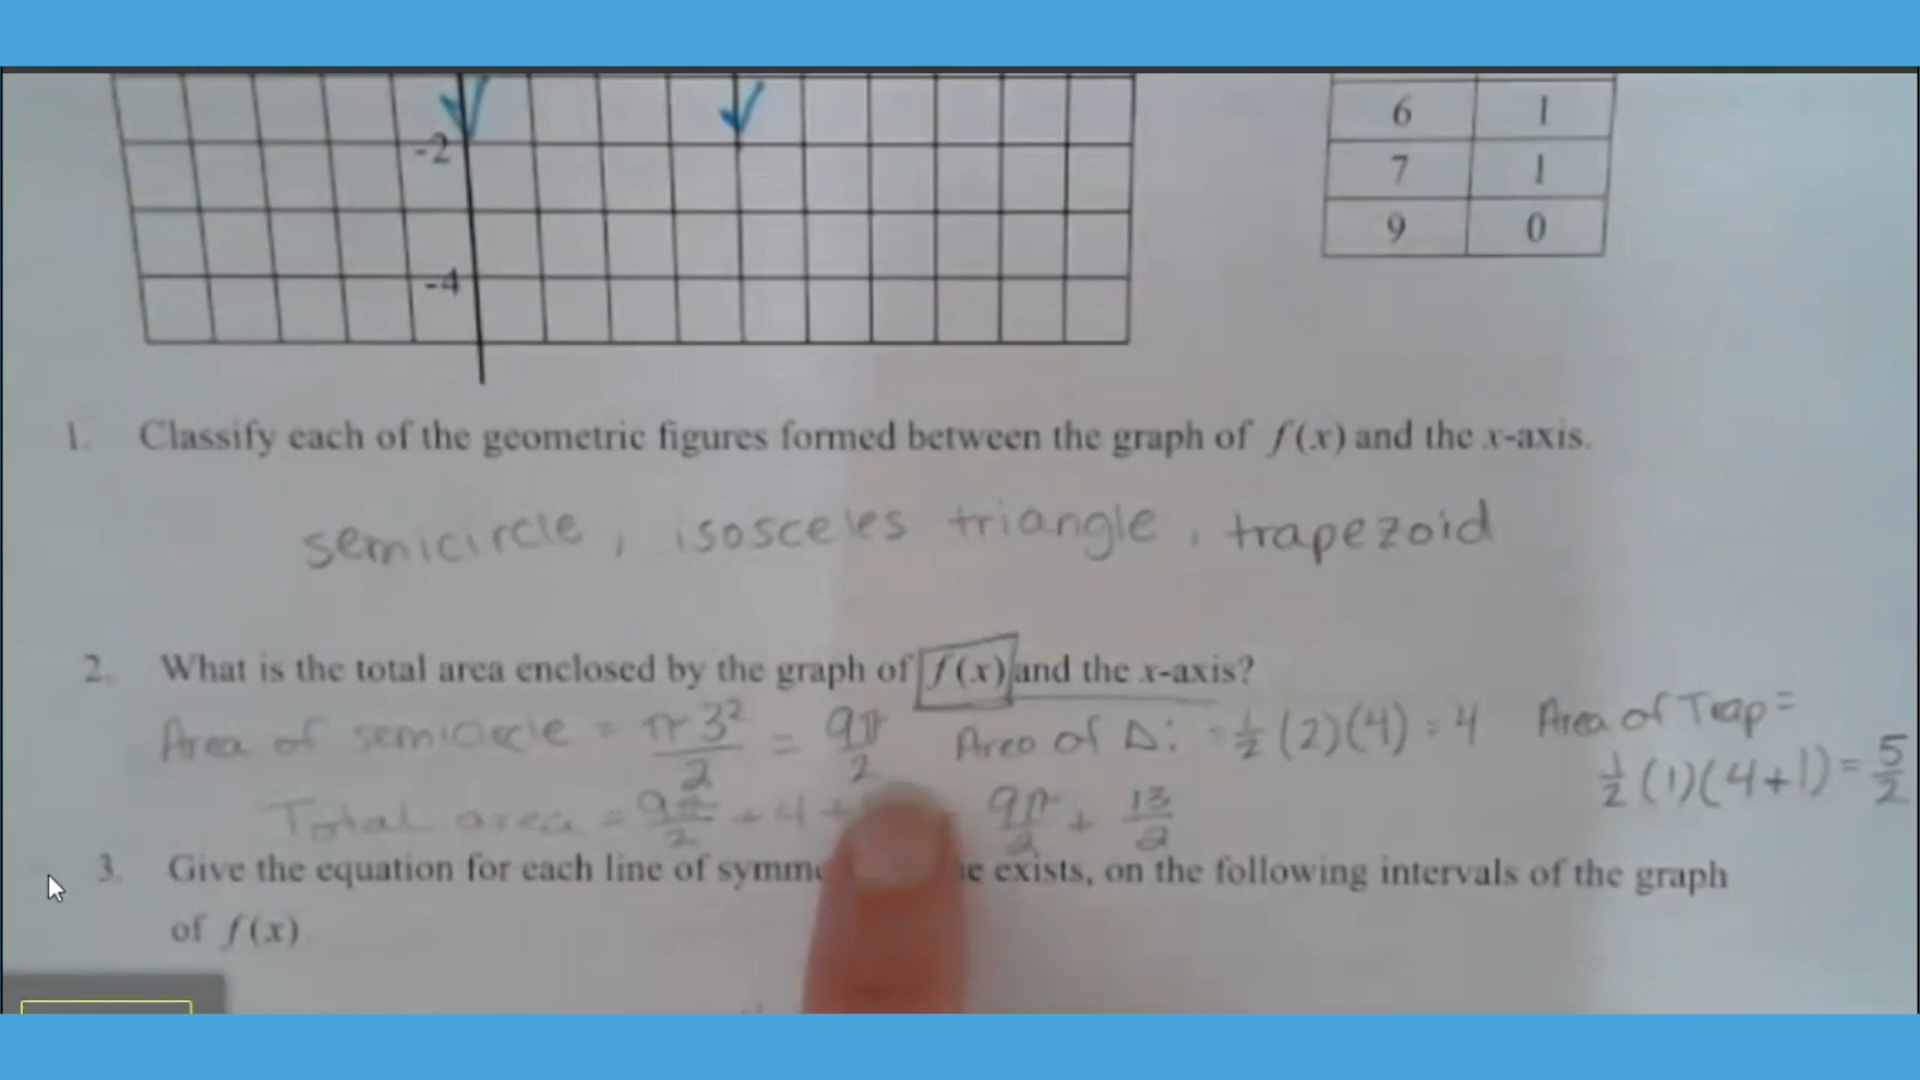 6 1
-2
7 1
9 0
-4
1. Classify each of the geometric figures formed between the graph of f(x) and the x-axis.
semicircle, isosceles triangle, trapezoid
2. What is the total area enclosed by the graph of f(x) and the x-axis?
Area of semicircle = π3²/2 = 9π/2 Area of Δ: = 1/2 (2)(4) = 4 Area of Trap =
1/2 (1)(4+1) = 5/2
Total area = 9π/2 + 4 + 9π/2 + 13/2
3. Give the equation for each line of exists, on the following intervals of the graph
of f(x)